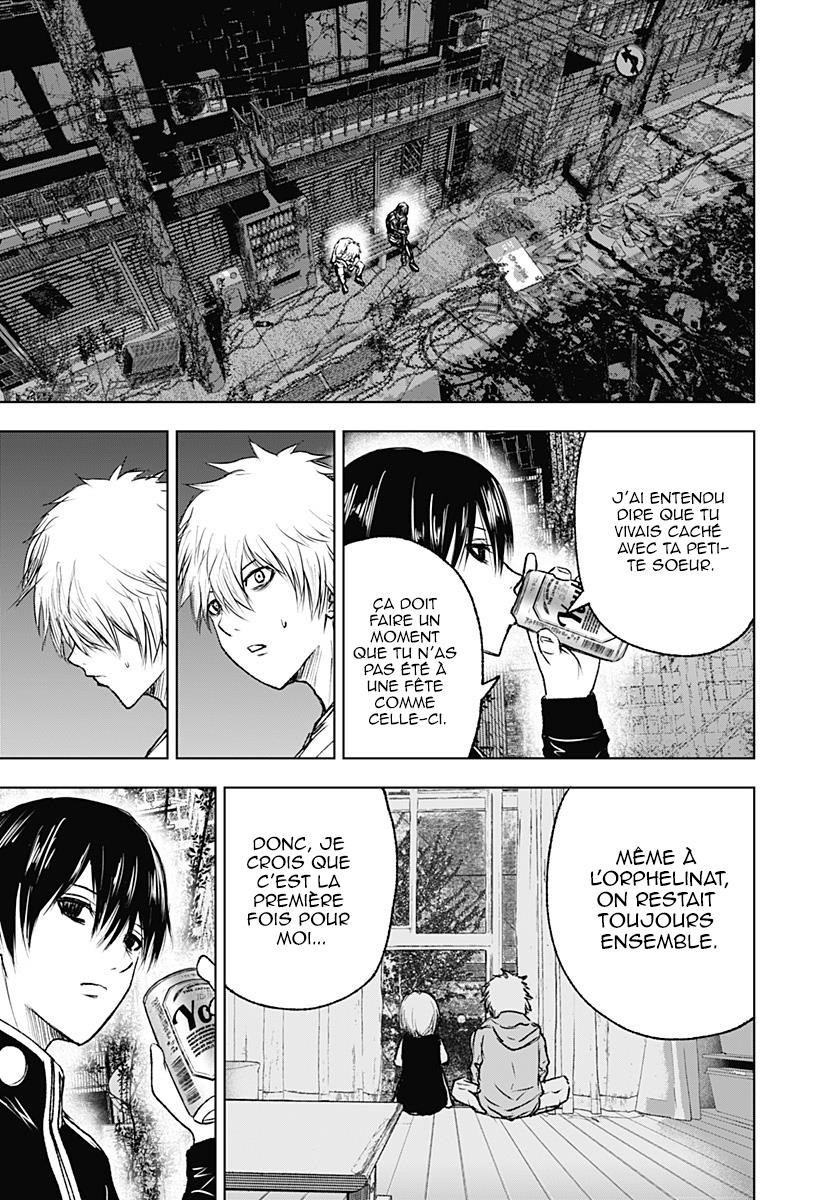 J'AI ENTENDU
DIRE QUE TU
VIVAIS CACHÉ
AVEC TA PETI-
TE SOEUR.
ÇA DOIT
FAIRE UN
MOMENT
QUE TU N'AS
PAS ÉTÉ À
UNE FÊTE
COMME
CELLE-CI.
MÊME À
L'ORPHELINAT,
ON RESTAIT
TOUJOURS
ENSEMBLE.
DONC, JE
CROIS QUE
C'EST LA
PREMIÈRE
FOIS POUR
MOI...